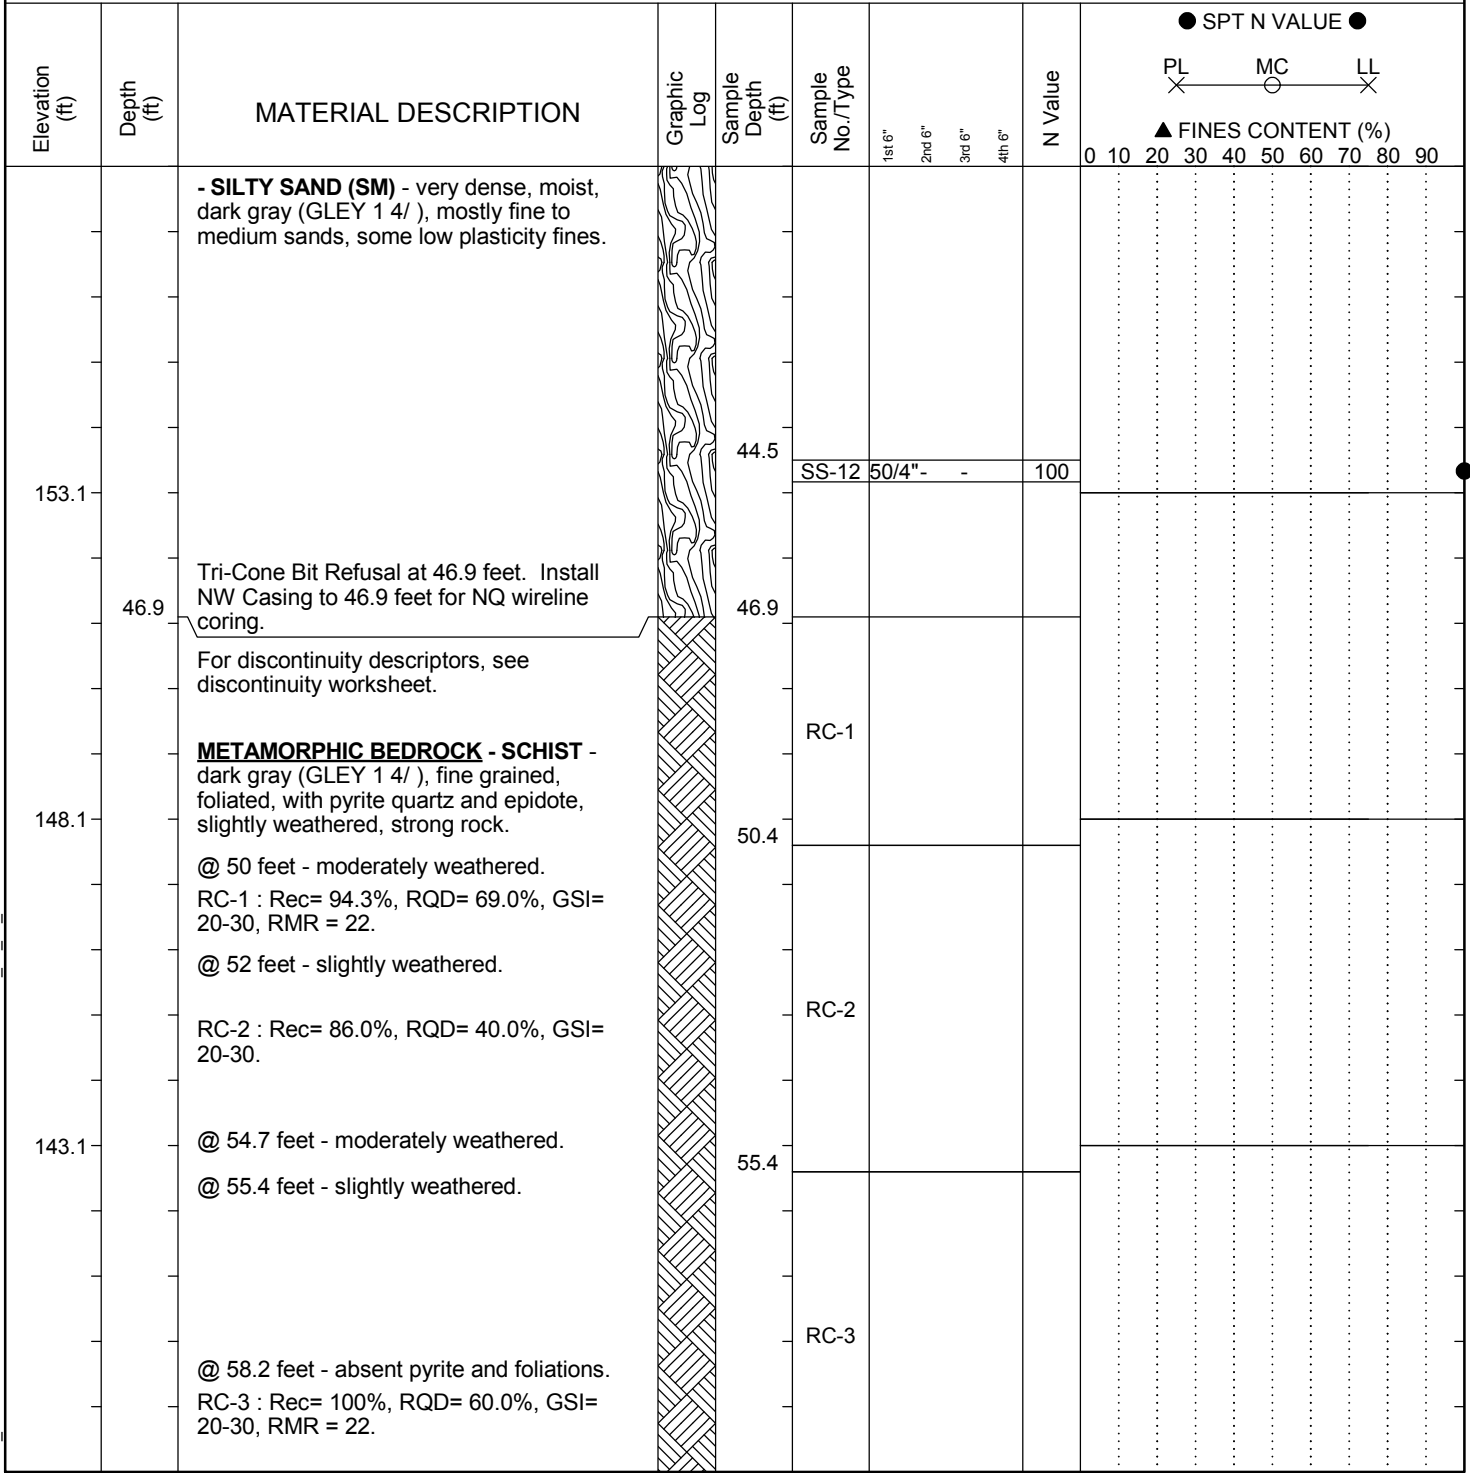 Elevation
(ft)
Depth
(ft)
MATERIAL DESCRIPTION
Graphic
Log
Sample
Depth
(ft)
Sample
No./Type
1st 6"
2nd 6"
3rd 6"
4th 6"
N Value
● SPT N VALUE ●
PL MC LL
▲ FINES CONTENT (%)
0 10 20 30 40 50 60 70 80 90
- SILTY SAND (SM) - very dense, moist,
dark gray (GLEY 1 4/ ), mostly fine to
medium sands, some low plasticity fines.
44.5
SS-12 50/4"- - 100
153.1
Tri-Cone Bit Refusal at 46.9 feet. Install
NW Casing to 46.9 feet for NQ wireline
coring.
46.9
46.9
For discontinuity descriptors, see
discontinuity worksheet.
RC-1
METAMORPHIC BEDROCK - SCHIST -
dark gray (GLEY 1 4/ ), fine grained,
foliated, with pyrite quartz and epidote,
slightly weathered, strong rock.
148.1
50.4
@ 50 feet - moderately weathered.
RC-1 : Rec= 94.3%, RQD= 69.0%, GSI=
20-30, RMR = 22.
@ 52 feet - slightly weathered.
RC-2
RC-2 : Rec= 86.0%, RQD= 40.0%, GSI=
20-30.
143.1
@ 54.7 feet - moderately weathered.
55.4
@ 55.4 feet - slightly weathered.
RC-3
@ 58.2 feet - absent pyrite and foliations.
RC-3 : Rec= 100%, RQD= 60.0%, GSI=
20-30, RMR = 22.